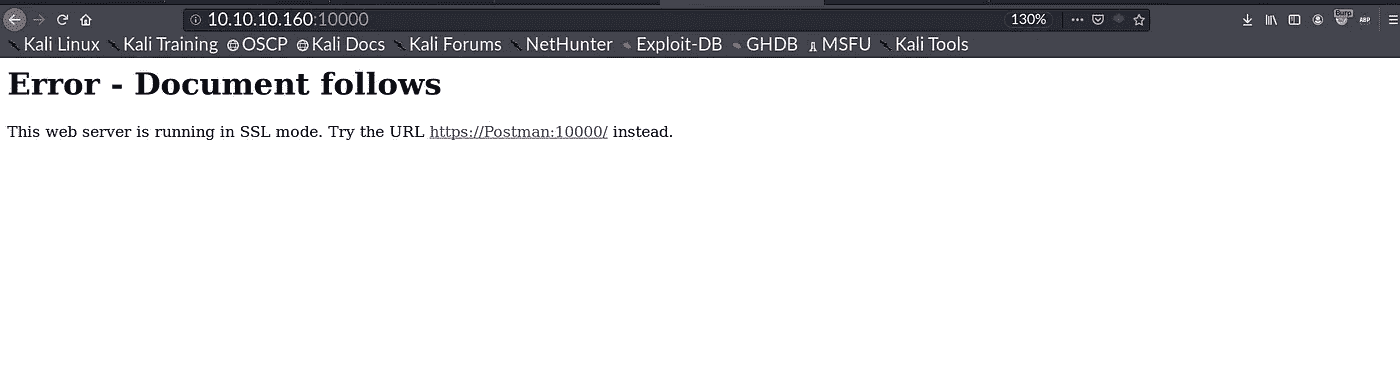 10.10.10.160:10000 130% Burp ABP
Kali Linux Kali Training OSCP Kali Docs Kali Forums NetHunter Exploit-DB GHDB MSFU Kali Tools
Error - Document follows
This web server is running in SSL mode. Try the URL https://Postman:10000/ instead.